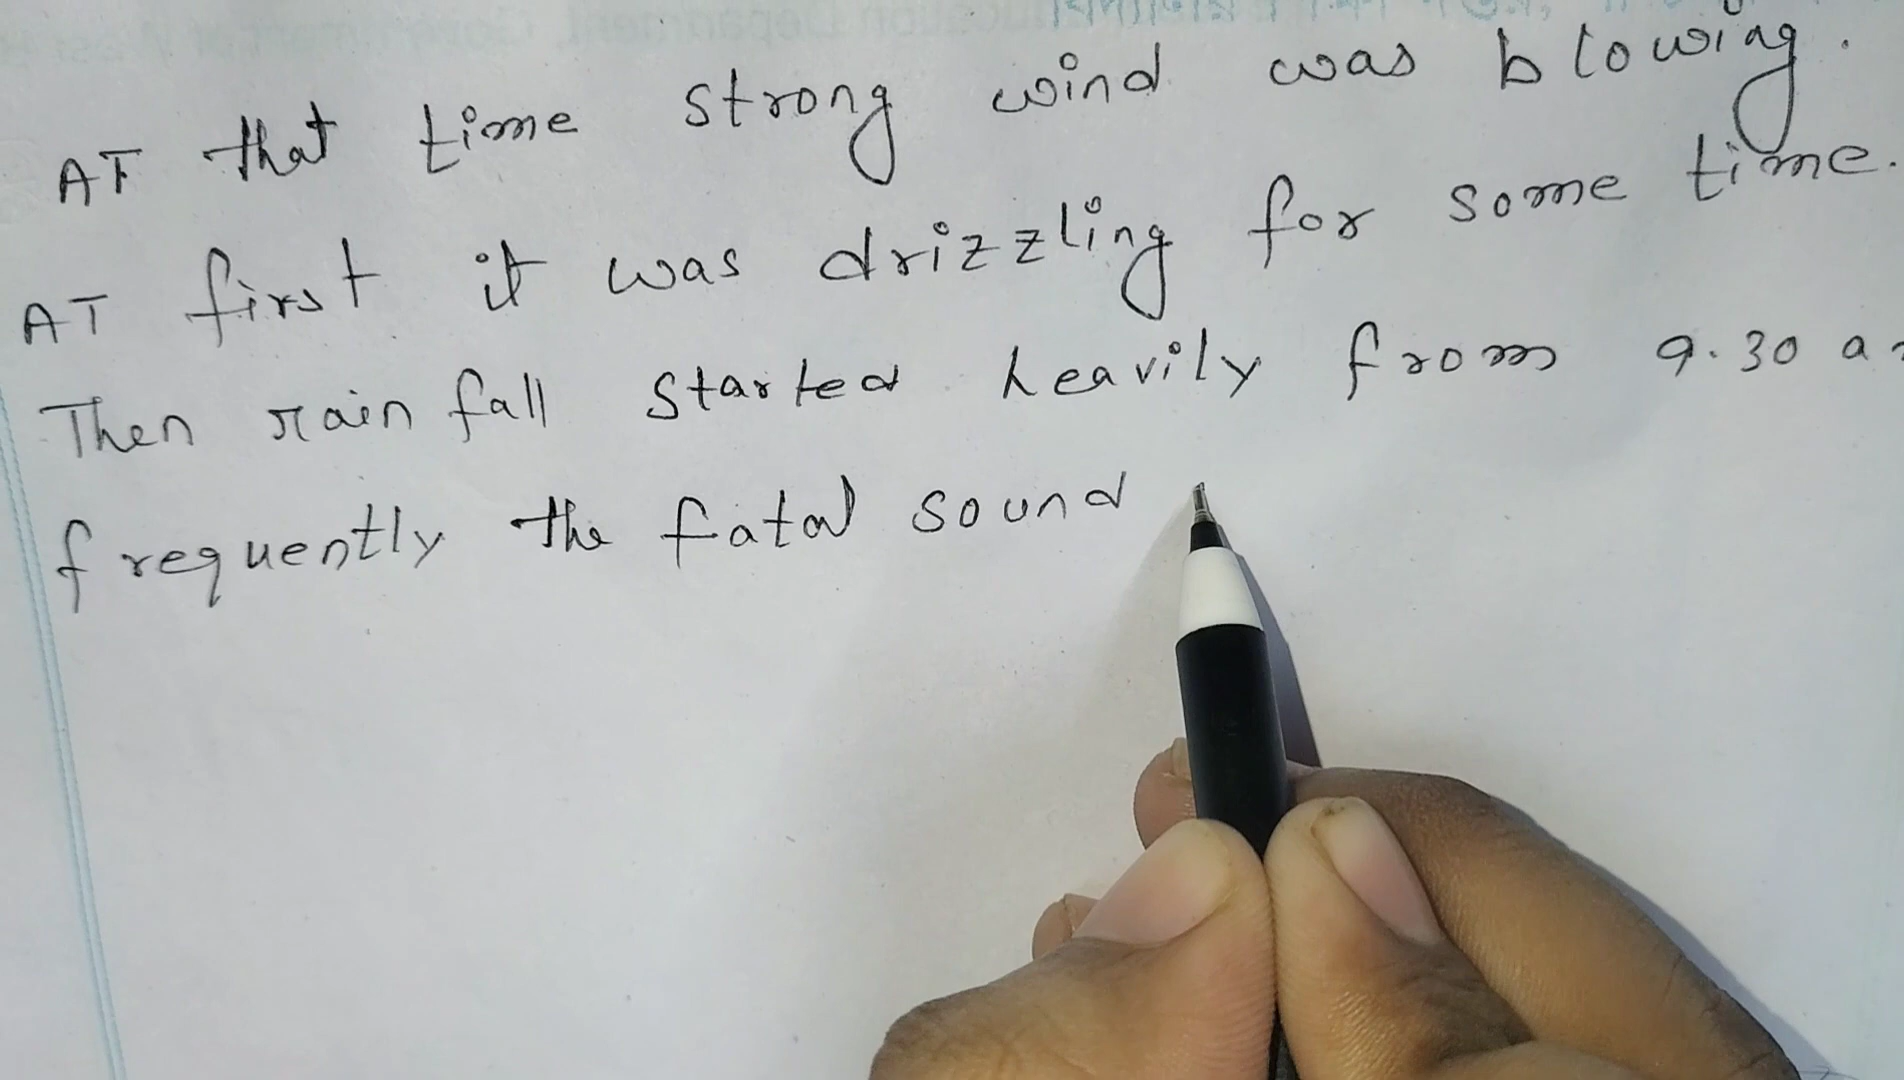 AT that time strong wind was blowing.
AT first it was drizzling for some time.
Then rain fall started heavily from 9.30 a
frequently the fatal sound